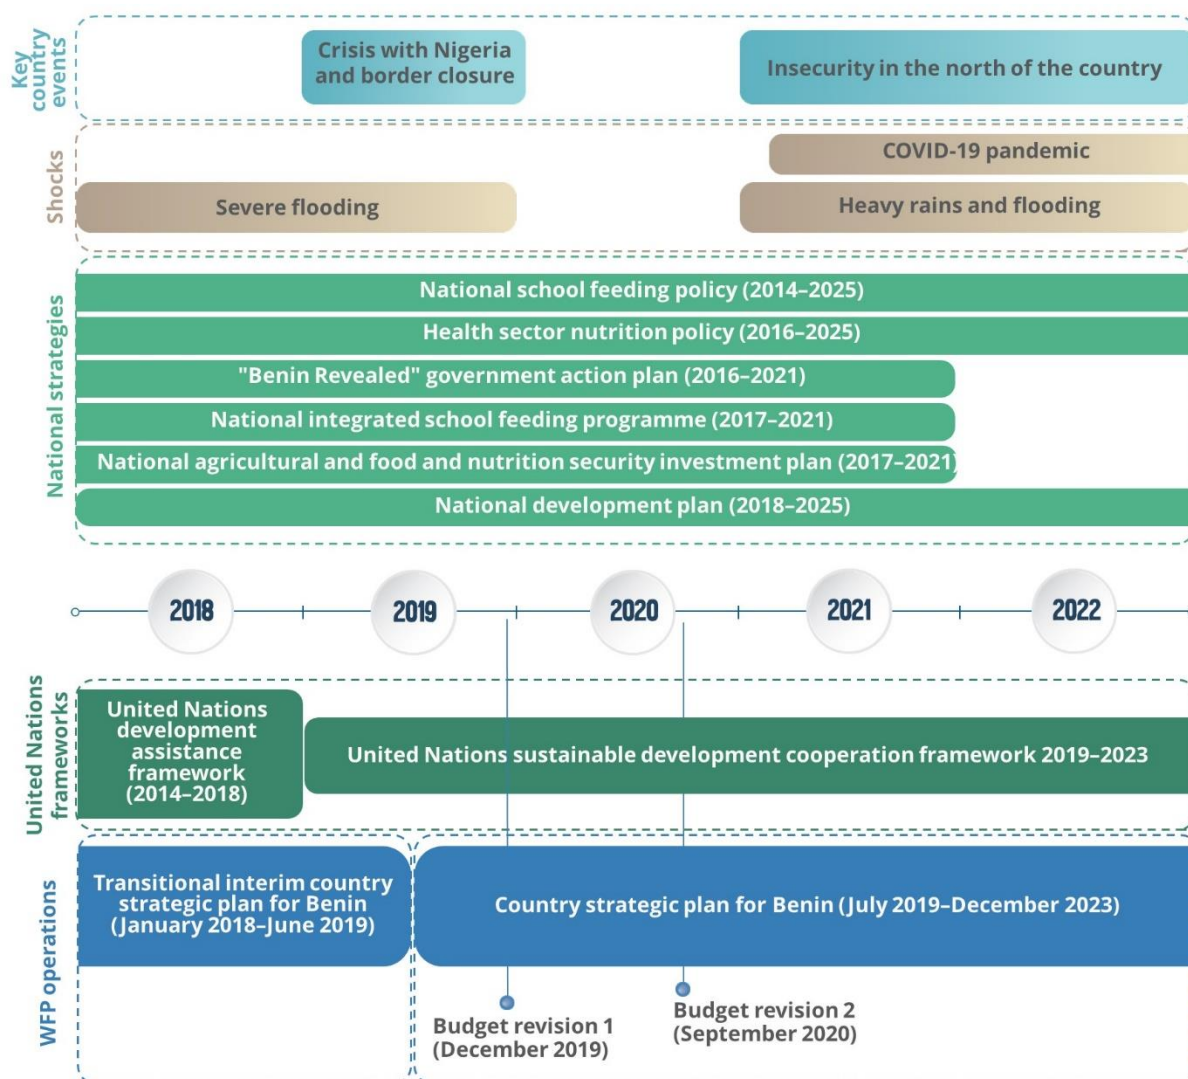 Key
country
events
Crisis with Nigeria
and border closure
Insecurity in the north of the country
Shocks
COVID-19 pandemic
Severe flooding
Heavy rains and flooding
National strategies
National school feeding policy (2014–2025)
Health sector nutrition policy (2016–2025)
"Benin Revealed" government action plan (2016–2021)
National integrated school feeding programme (2017–2021)
National agricultural and food and nutrition security investment plan (2017–2021)
National development plan (2018–2025)
2018
2019
2020
2021
2022
United Nations
frameworks
United Nations
development
assistance
framework
(2014–2018)
United Nations sustainable development cooperation framework 2019–2023
WFP operations
Transitional interim country
strategic plan for Benin
(January 2018–June 2019)
Country strategic plan for Benin (July 2019–December 2023)
Budget revision 1
(December 2019)
Budget revision 2
(September 2020)